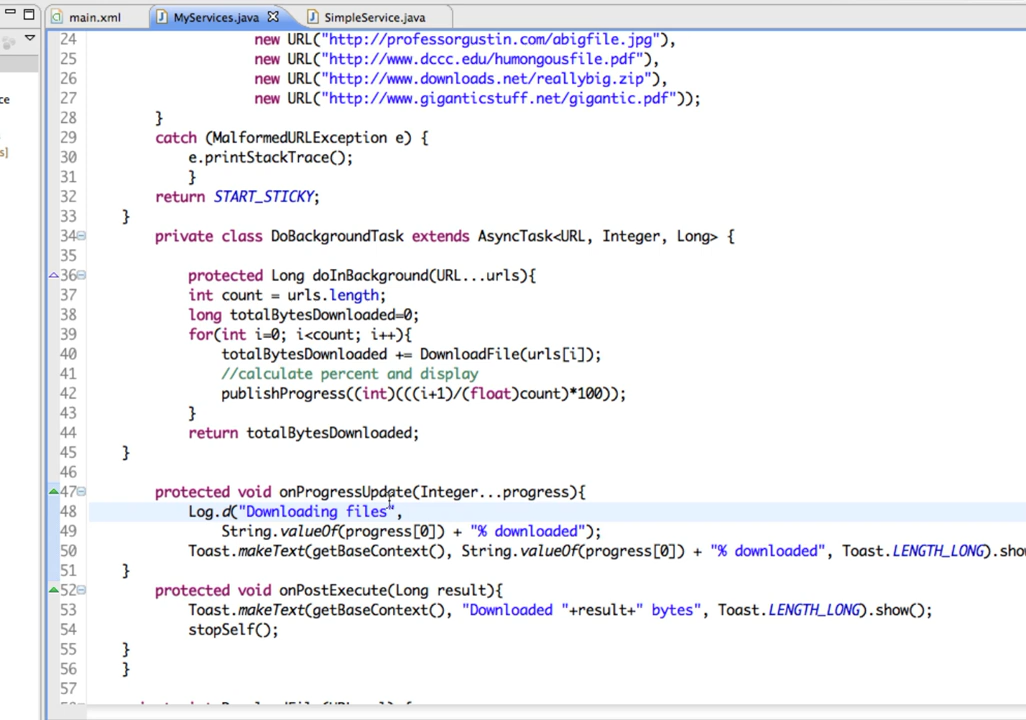 main.xml MyServices.java SimpleService.java
24 new URL("http://professorgustin.com/abigfile.jpg"),
25 new URL("http://www.dccc.edu/humongousfile.pdf"),
26 new URL("http://www.downloads.net/reallybig.zip"),
27 new URL("http://www.giganticstuff.net/gigantic.pdf"));
28 }
29 catch (MalformedURLException e) {
30 e.printStackTrace();
31 }
32 return START_STICKY;
33 }
34 private class DoBackgroundTask extends AsyncTask<URL, Integer, Long> {
35
36 protected Long doInBackground(URL...urls){
37 int count = urls.length;
38 long totalBytesDownloaded=0;
39 for(int i=0; i<count; i++){
40 totalBytesDownloaded += DownloadFile(urls[i]);
41 //calculate percent and display
42 publishProgress((int)(((i+1)/(float)count)*100));
43 }
44 return totalBytesDownloaded;
45 }
46
47 protected void onProgressUpdate(Integer...progress){
48 Log.d("Downloading files",
49 String.valueOf(progress[0]) + "% downloaded");
50 Toast.makeText(getBaseContext(), String.valueOf(progress[0]) + "% downloaded", Toast.LENGTH_LONG).sho
51 }
52 protected void onPostExecute(Long result){
53 Toast.makeText(getBaseContext(), "Downloaded "+result+" bytes", Toast.LENGTH_LONG).show();
54 stopSelf();
55 }
56 }
57